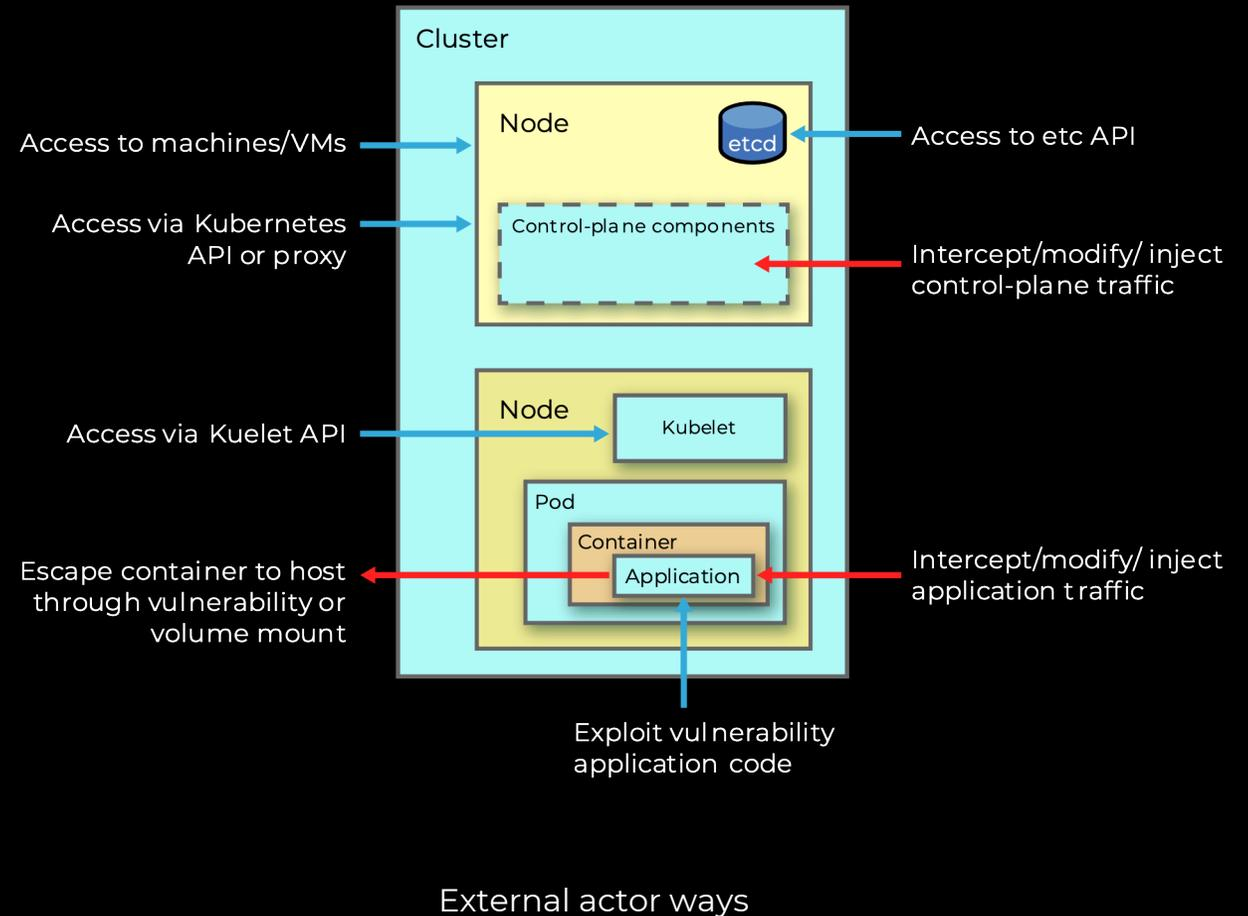 Cluster
Node
etcd
Access to machines/VMs
Access to etc API
Access via Kubernetes
API or proxy
Control-plane components
Intercept/modify/ inject
control-plane traffic
Node
Kubelet
Access via Kuelet API
Pod
Container
Application
Escape container to host
through vulnerability or
volume mount
Intercept/modify/ inject
application traffic
Exploit vulnerability
application code
External actor ways